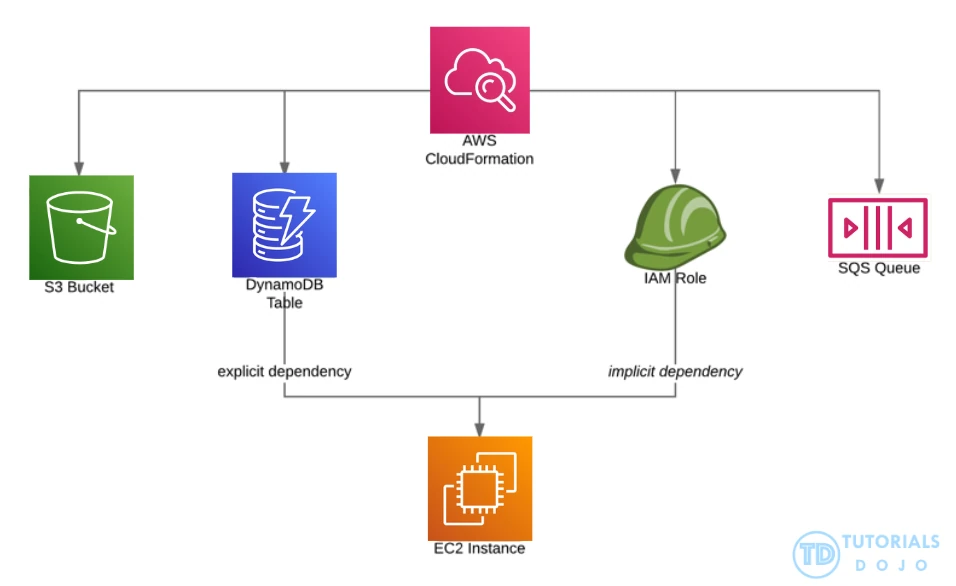 AWS
CloudFormation
S3 Bucket
DynamoDB
Table
IAM Role
SQS Queue
explicit dependency
implicit dependency
EC2 Instance
TD TUTORIALS
DOJO